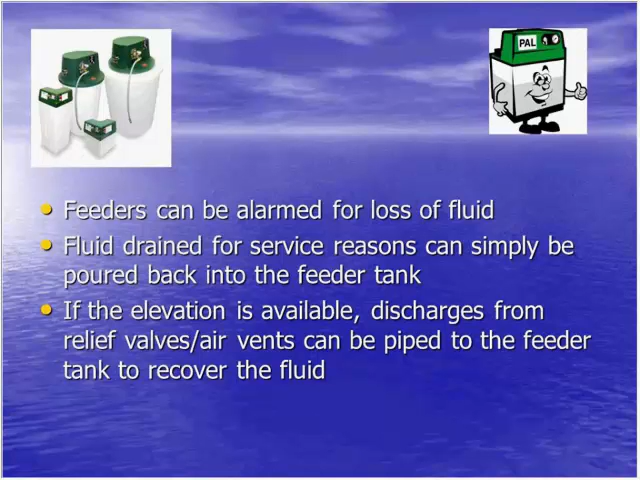 PAL
• Feeders can be alarmed for loss of fluid
• Fluid drained for service reasons can simply be
poured back into the feeder tank
• If the elevation is available, discharges from
relief valves/air vents can be piped to the feeder
tank to recover the fluid